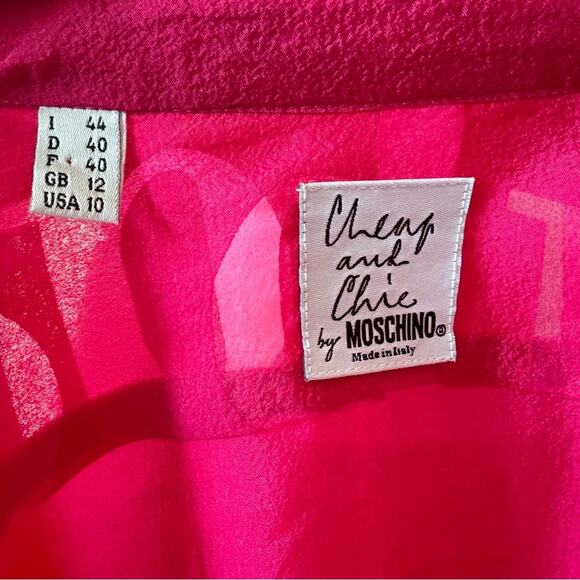 I 44
D 40
F 40
GB 12
USA 10
Cheap
and
Chic
by MOSCHINO®
Made in Italy